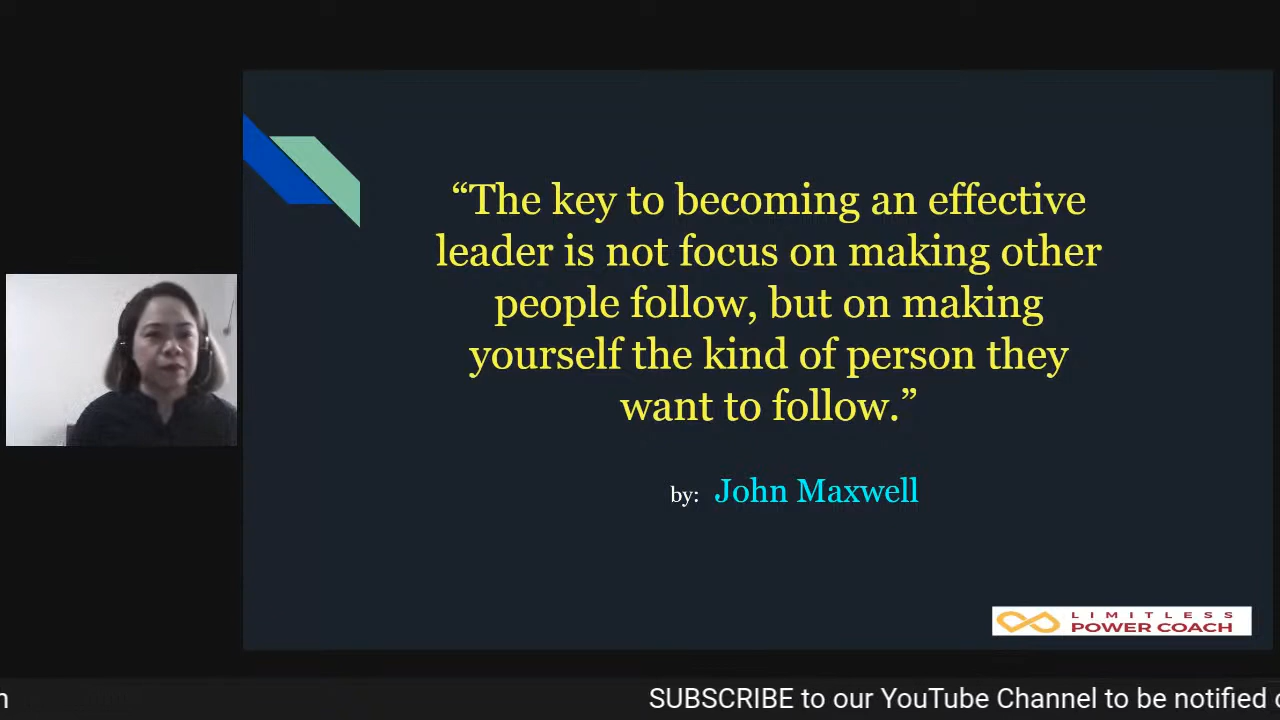 “The key to becoming an effective
leader is not focus on making other
people follow, but on making
yourself the kind of person they
want to follow.”
by: John Maxwell
LIMITLESS
POWER COACH
SUBSCRIBE to our YouTube Channel to be notified